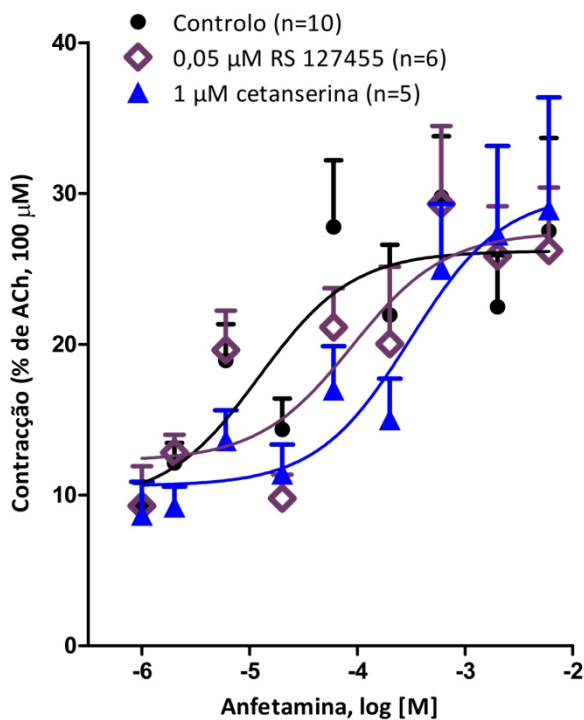 Controlo (n=10)
0,05 µM RS 127455 (n=6)
1 µM cetanserina (n=5)
Contracção (% de ACh, 100 µM)
40
30
20
10
0
-6 -5 -4 -3 -2
Anfetamina, log [M]